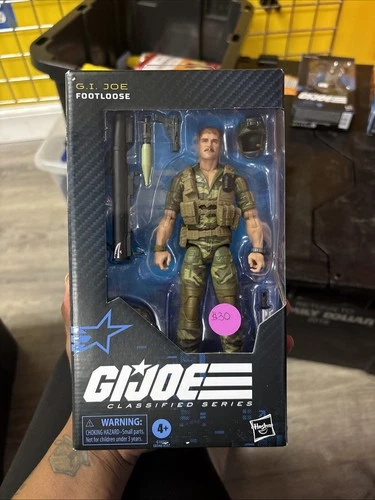 G.I. JOE
FOOTLOOSE
$30
G.I.JOE
CLASSIFIED SERIES
WARNING:
CHOKING HAZARD–Small parts.
Not for children under 3 years.
4+
Hasbro